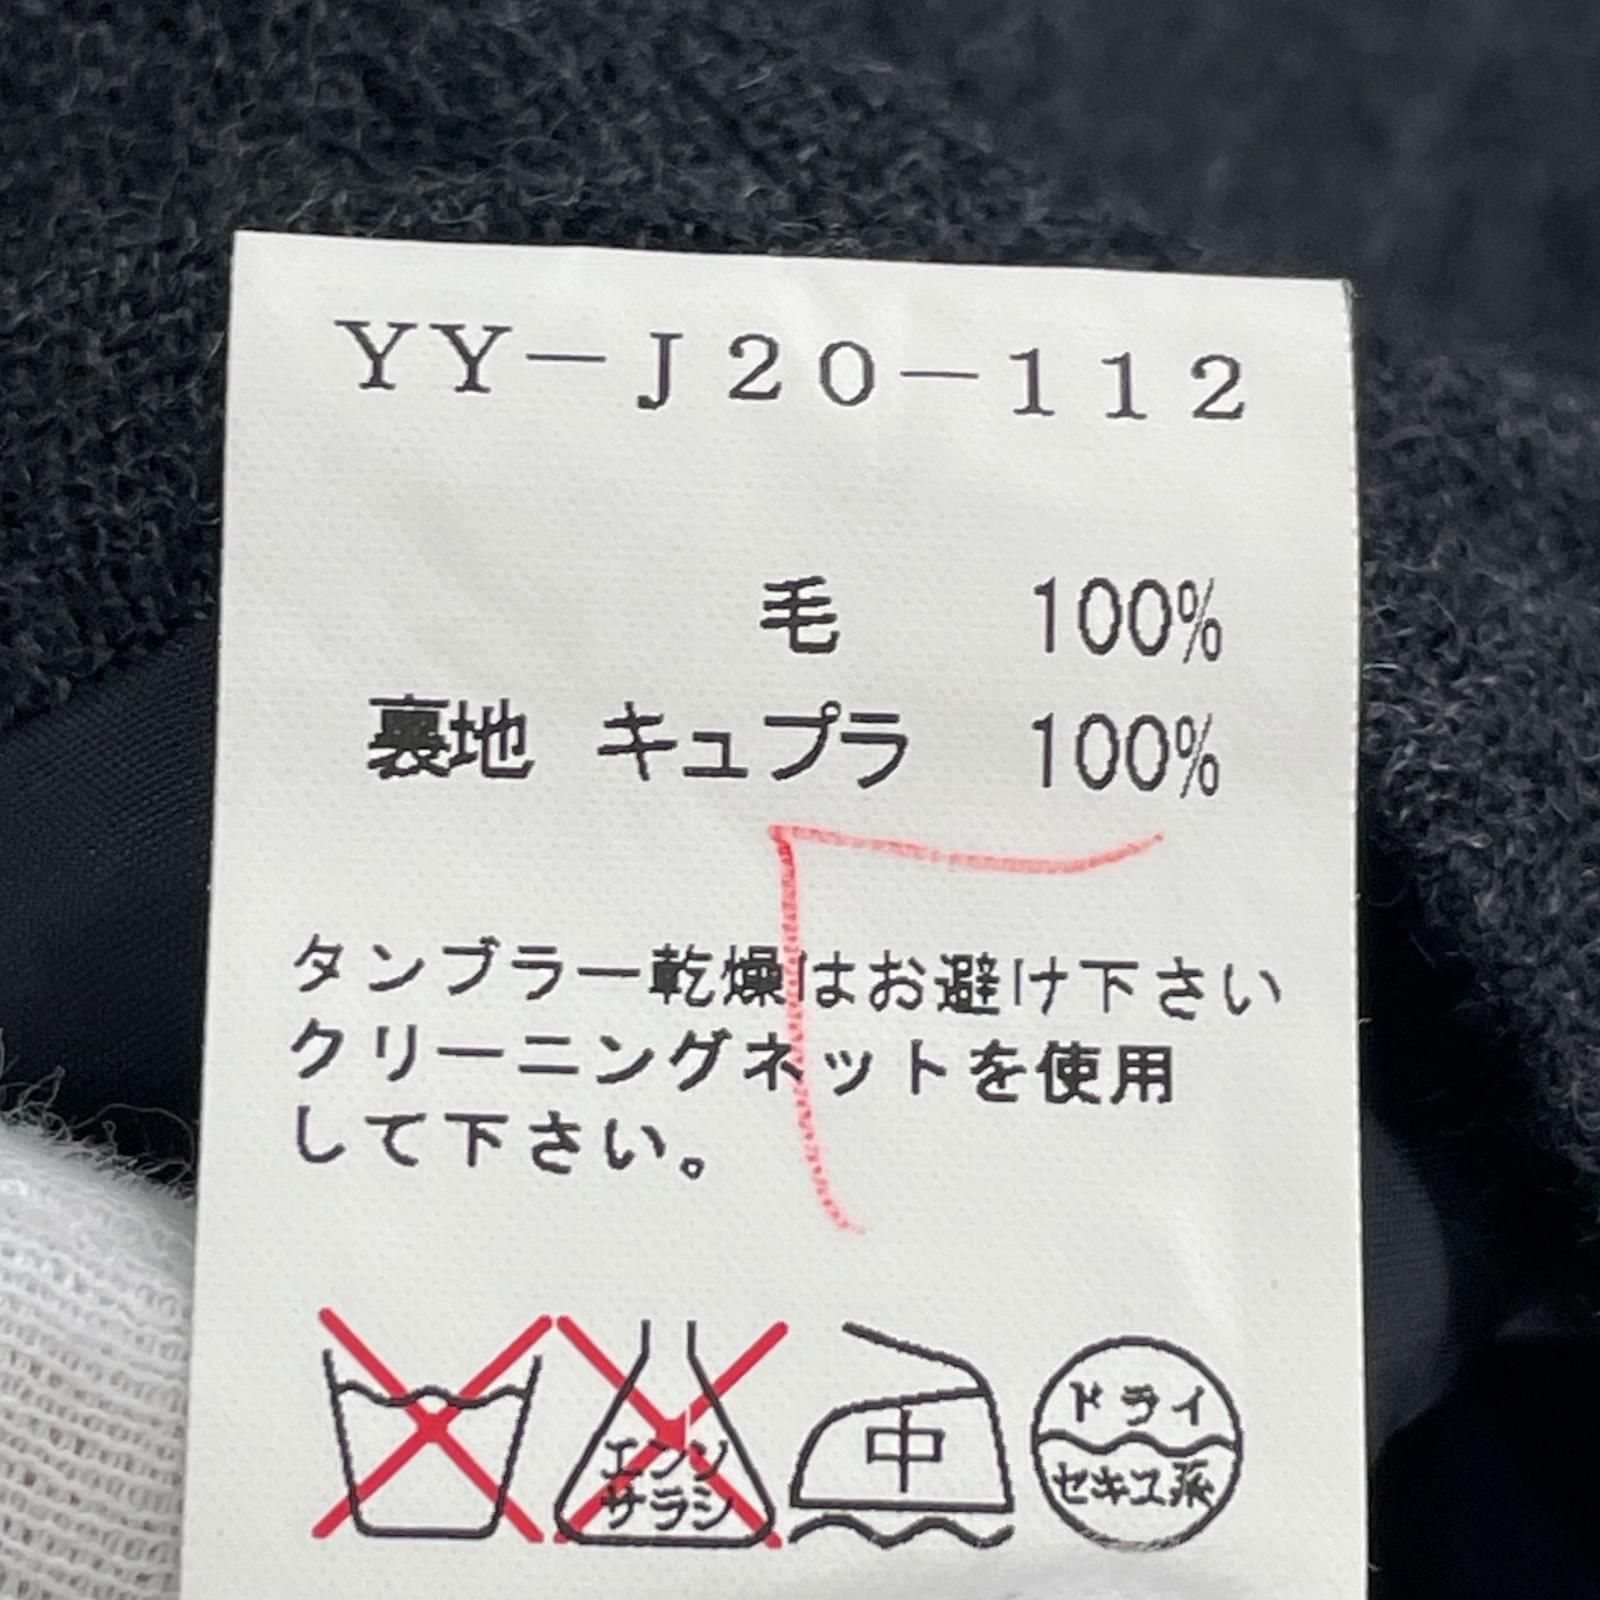 YY-J20-112
毛 100%
裏地 キュプラ 100%
タンブラー乾燥はお避け下さい
クリーニングネットを使用
して下さい。
エンソ
サラシ
中
ドライ
セキユ系